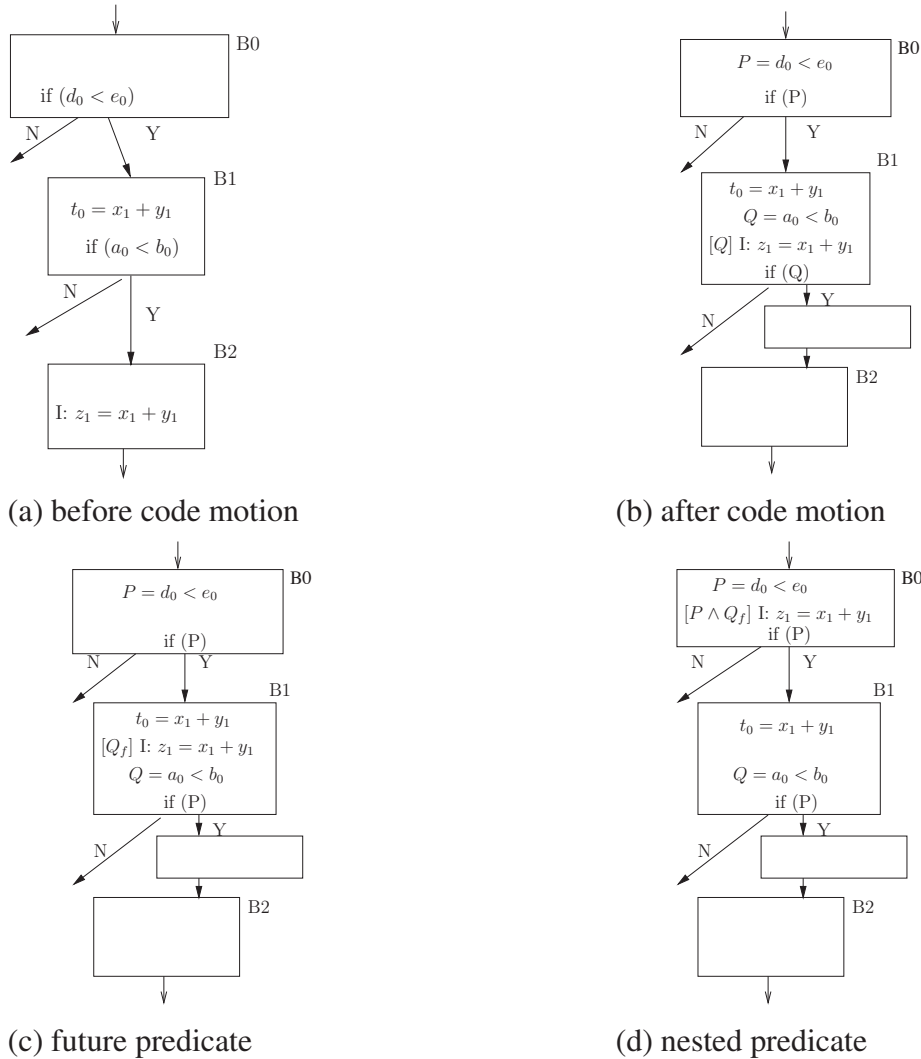 B0
if (d₀ < e₀)
N
Y
B1
t₀ = x₁ + y₁
if (a₀ < b₀)
N
Y
B2
I: z₁ = x₁ + y₁
(a) before code motion
B0
P = d₀ < e₀
if (P)
N
Y
B1
t₀ = x₁ + y₁
Q = a₀ < b₀
[Q] I: z₁ = x₁ + y₁
if (Q)
Y
N
B2
(b) after code motion
B0
P = d₀ < e₀
if (P)
N
Y
B1
t₀ = x₁ + y₁
[Q_f] I: z₁ = x₁ + y₁
Q = a₀ < b₀
if (P)
Y
N
B2
(c) future predicate
B0
P = d₀ < e₀
[P ∧ Q_f] I: z₁ = x₁ + y₁
if (P)
N
Y
B1
t₀ = x₁ + y₁
Q = a₀ < b₀
if (P)
Y
N
B2
(d) nested predicate